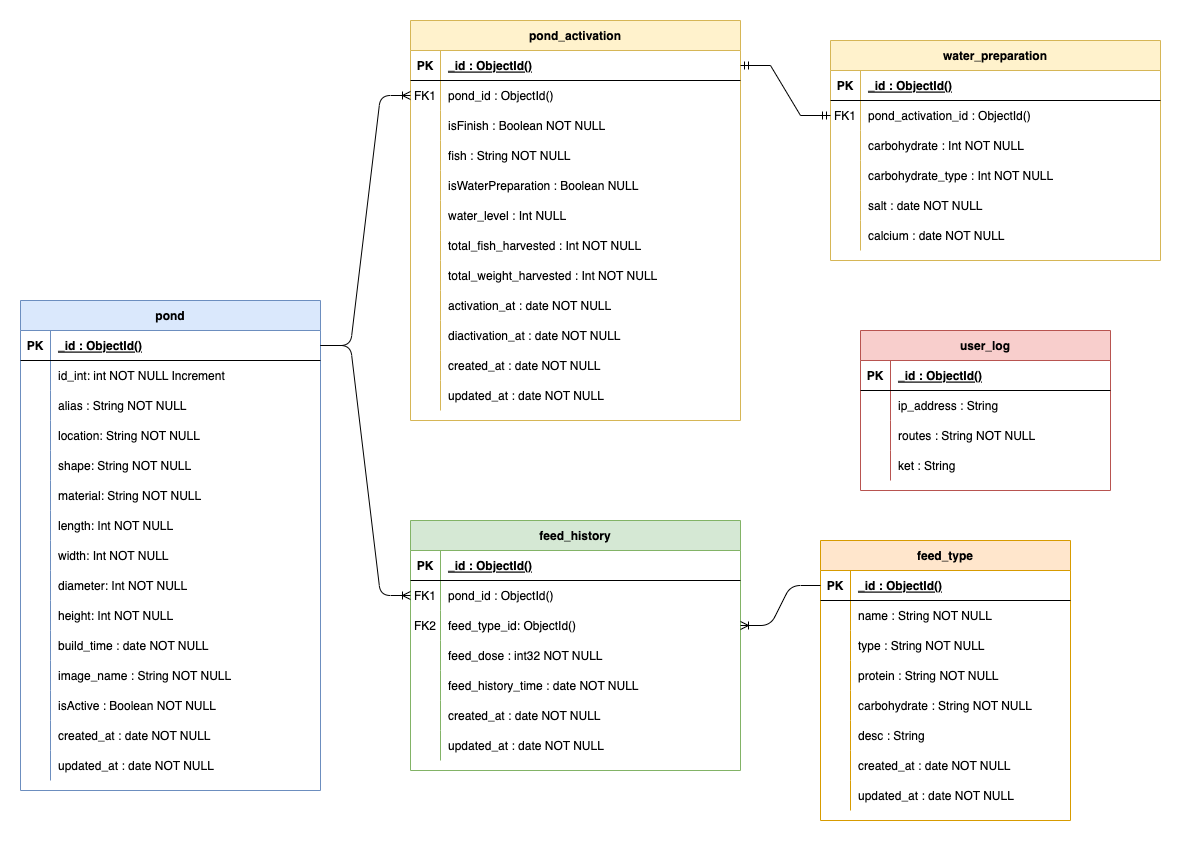 pond_activation
PK _id : ObjectId()
FK1 pond_id : ObjectId()
isFinish : Boolean NOT NULL
fish : String NOT NULL
isWaterPreparation : Boolean NULL
water_level : Int NULL
total_fish_harvested : Int NOT NULL
total_weight_harvested : Int NOT NULL
activation_at : date NOT NULL
diactivation_at : date NOT NULL
created_at : date NOT NULL
updated_at : date NOT NULL
water_preparation
PK _id : ObjectId()
FK1 pond_activation_id : ObjectId()
carbohydrate : Int NOT NULL
carbohydrate_type : Int NOT NULL
salt : date NOT NULL
calcium : date NOT NULL
pond
PK _id : ObjectId()
id_int: int NOT NULL Increment
alias : String NOT NULL
location: String NOT NULL
shape: String NOT NULL
material: String NOT NULL
length: Int NOT NULL
width: Int NOT NULL
diameter: Int NOT NULL
height: Int NOT NULL
build_time : date NOT NULL
image_name : String NOT NULL
isActive : Boolean NOT NULL
created_at : date NOT NULL
updated_at : date NOT NULL
user_log
PK _id : ObjectId()
ip_address : String
routes : String NOT NULL
ket : String
feed_history
PK _id : ObjectId()
FK1 pond_id : ObjectId()
FK2 feed_type_id: ObjectId()
feed_dose : int32 NOT NULL
feed_history_time : date NOT NULL
created_at : date NOT NULL
updated_at : date NOT NULL
feed_type
PK _id : ObjectId()
name : String NOT NULL
type : String NOT NULL
protein : String NOT NULL
carbohydrate : String NOT NULL
desc : String
created_at : date NOT NULL
updated_at : date NOT NULL